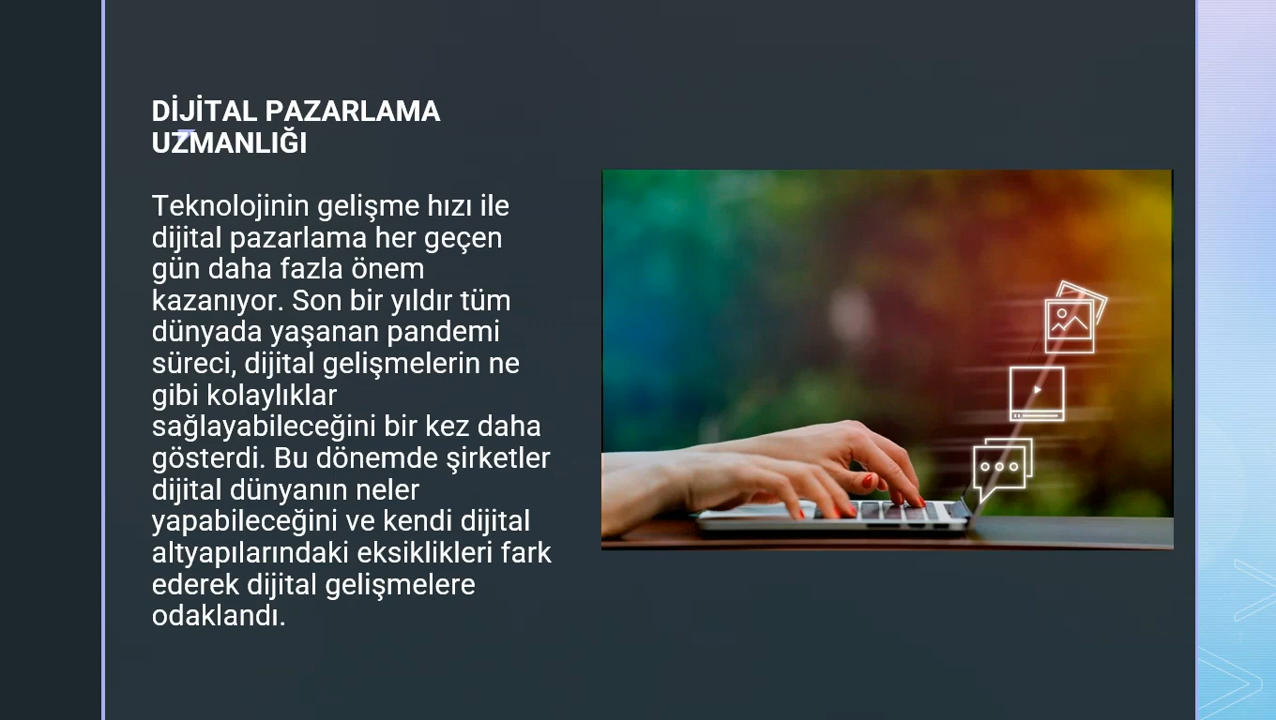 DİJİTAL PAZARLAMA
UZMANLIĞI
Teknolojinin gelişme hızı ile
dijital pazarlama her geçen
gün daha fazla önem
kazanıyor. Son bir yıldır tüm
dünyada yaşanan pandemi
süreci, dijital gelişmelerin ne
gibi kolaylıklar
sağlayabileceğini bir kez daha
gösterdi. Bu dönemde şirketler
dijital dünyanın neler
yapabileceğini ve kendi dijital
altyapılarındaki eksiklikleri fark
ederek dijital gelişmelere
odaklandı.